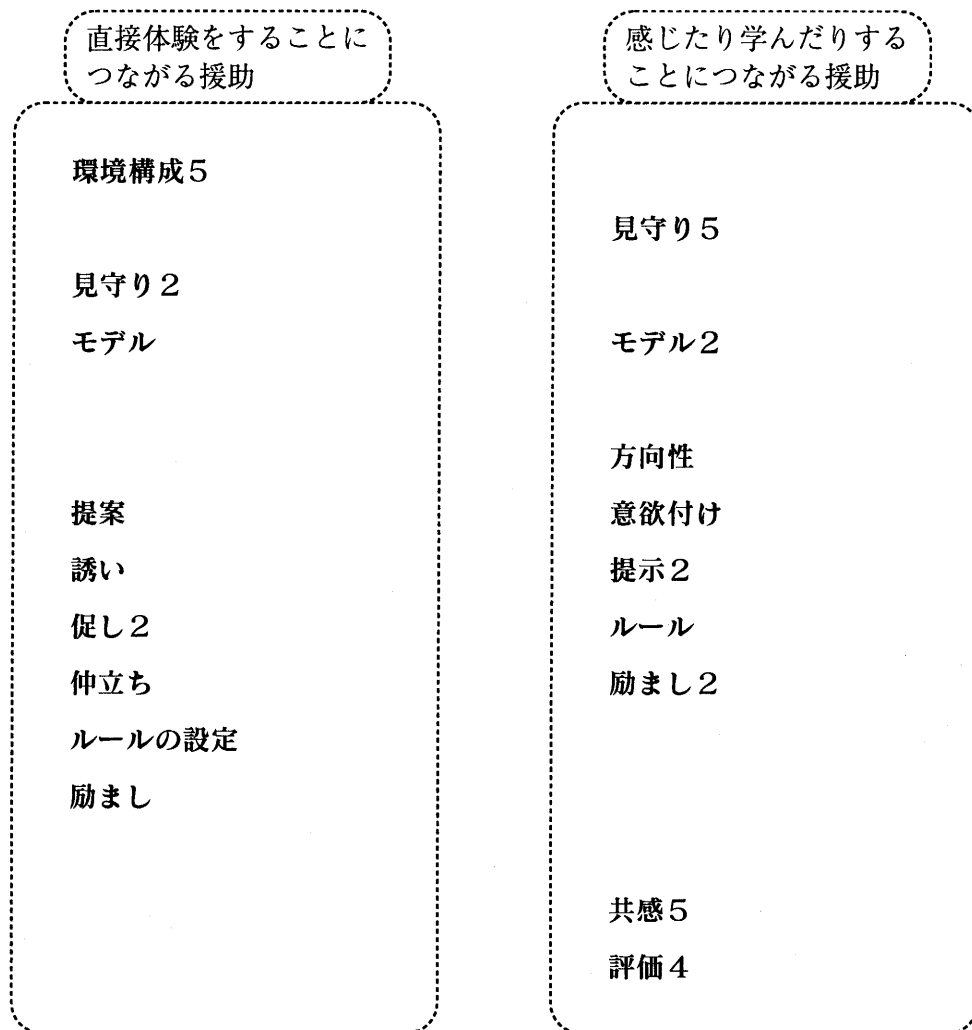 直接体験をすることに
つながる援助
環境構成5
見守り2
モデル
提案
誘い
促し2
仲立ち
ルールの設定
励まし
感じたり学んだりする
ことにつながる援助
見守り5
モデル2
方向性
意欲付け
提示2
ルール
励まし2
共感5
評価4